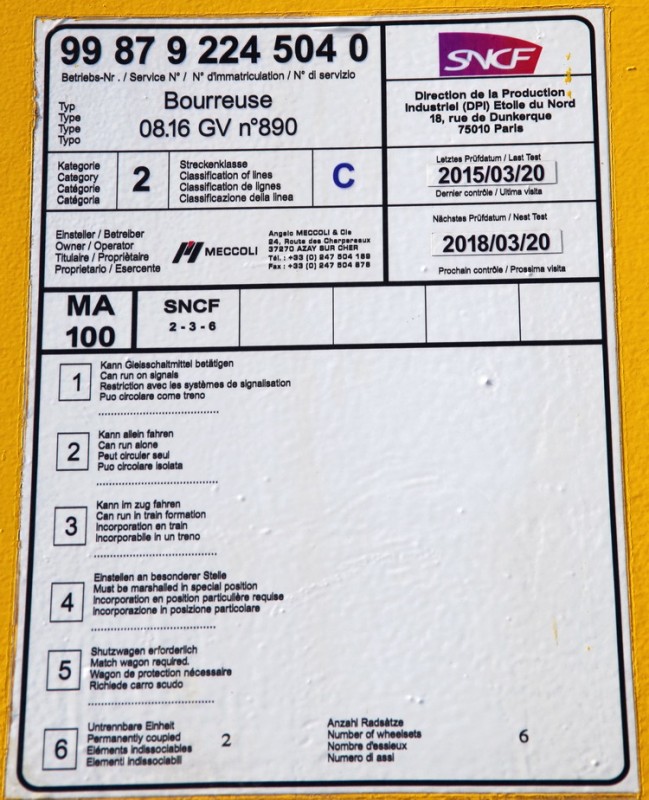 99 87 9 224 504 0
Betriebs-Nr . / Service N° / N° d'immatriculation / N° di servizio
SNCF
Typ
Type
Type
Typo
Bourreuse
08.16 GV n°890
Direction de la Production
Industriel (DPI) Etoile du Nord
18, rue de Dunkerque
75010 Paris
Kategorie
Category
Catégorie
Catégoria
2
Streckenklasse
Classification of lines
Classification de lignes
Classificazione della linea
C
Letztes Prüfdatum / Last Test
2015/03/20
Dernier contrôle / Ultima visita
Einsteller / Betreiber
Owner / Operator
Titulaire / Propriétaire
Proprietario / Esercente
MECCOLI
Angelo MECCOLI & Cie
24, Route des Charpereaux
37270 AZAY SUR CHER
Tél. : +33 (0) 247 504 189
Fax : +33 (0) 247 504 878
Nächstes Prüfdatum / Nest Test
2018/03/20
Prochain contrôle / Prossima visita
MA
100
SNCF
2 - 3 - 6
1
Kann Gleisschaltmittel betätigen
Can run on signals
Restriction avec les systèmes de signalisation
Puo circolare come treno
2
Kann allein fahren
Can run alone
Peut circuler seul
Puo circolare isolata
3
Kann im zug fahren
Can run in train formation
Incorporation en train
Incorporabile in un treno
4
Einstellen an besonderer Stelle
Must be marshalled in special position
Incorporation en position particulière requise
Incorporazione in posizione particolare
5
Shutzwagen erforderlich
Match wagon required.
Wagon de protection nécessaire
Richiede carro scudo
6
Untrennbare Einheit
Permanently coupled
Eléments indissociables
Elementi indissociabili
2
Anzahl Radsätze
Number of wheelsets
Nombre d'essieux
Numero di assi
6